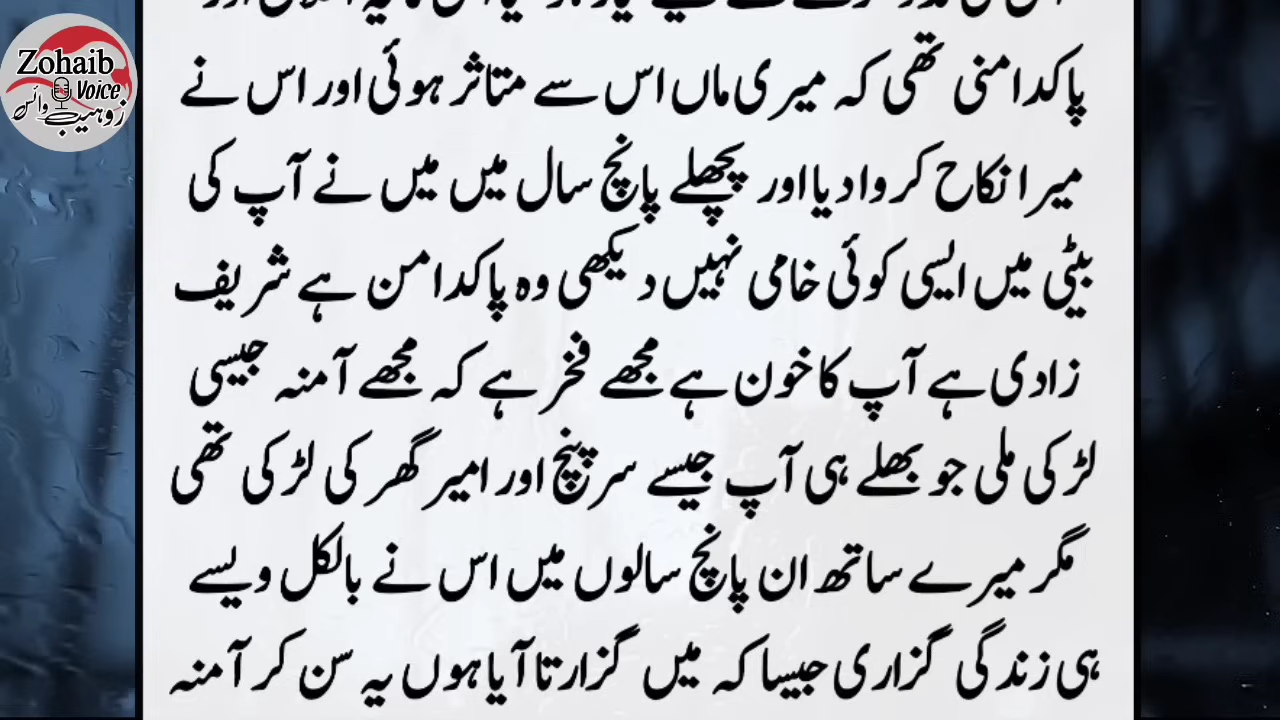 Zohaib
Voice
زوہیب وائس
پاکدامنی تھی کہ میری ماں اس سے متاثر ہوئی اور اس نے
میرا نکاح کروا دیا اور پچھلے پانچ سال میں میں نے آپ کی
بیٹی میں ایسی کوئی خامی نہیں دیکھی وہ پاکدامن ہے شریف
زادی ہے آپ کا خون ہے مجھے فخر ہے کہ مجھے آمنہ جیسی
لڑکی ملی جو بھلے ہی آپ جیسے سرپنچ اور امیر گھر کی لڑکی تھی
مگر میرے ساتھ ان پانچ سالوں میں اس نے بالکل ویسے
ہی زندگی گزاری جیسا کہ میں گزارتا آیا ہوں یہ سن کر آمنہ